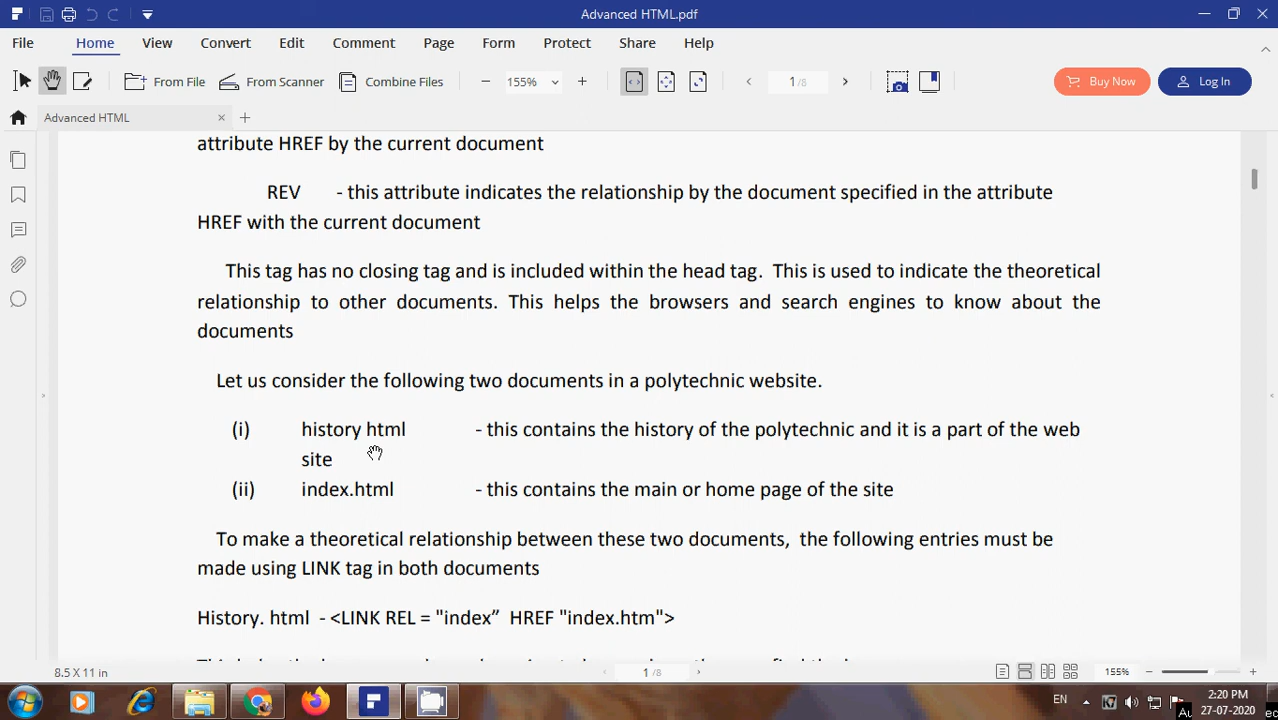 Advanced HTML.pdf
File Home View Convert Edit Comment Page Form Protect Share Help
From File From Scanner Combine Files 155% 1/8 Buy Now Log In
Advanced HTML
attribute HREF by the current document
REV - this attribute indicates the relationship by the document specified in the attribute
HREF with the current document
This tag has no closing tag and is included within the head tag. This is used to indicate the theoretical
relationship to other documents. This helps the browsers and search engines to know about the
documents
Let us consider the following two documents in a polytechnic website.
(i) history html - this contains the history of the polytechnic and it is a part of the web
site
(ii) index.html - this contains the main or home page of the site
To make a theoretical relationship between these two documents, the following entries must be
made using LINK tag in both documents
History. html - <LINK REL = "index” HREF "index.htm">
8.5 X 11 in 1/8 155%
EN 2:20 PM
27-07-2020